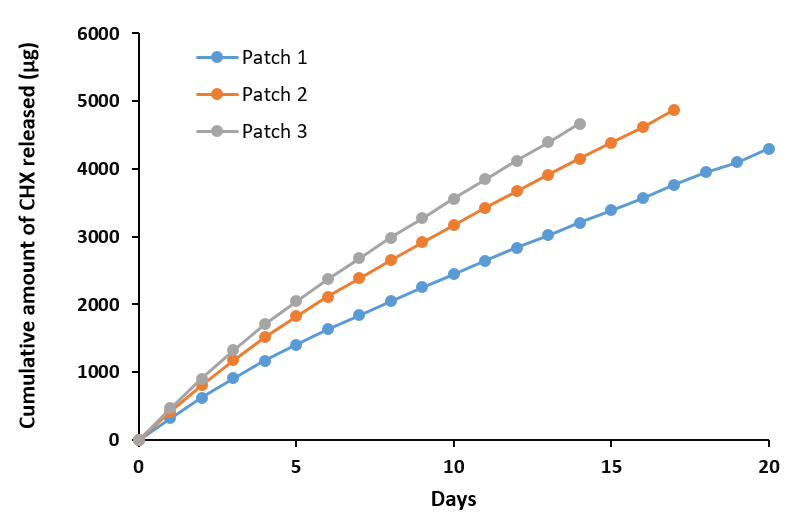 Cumulative amount of CHX released (µg)
6000
5000
4000
3000
2000
1000
0
Patch 1
Patch 2
Patch 3
0 5 10 15 20
Days